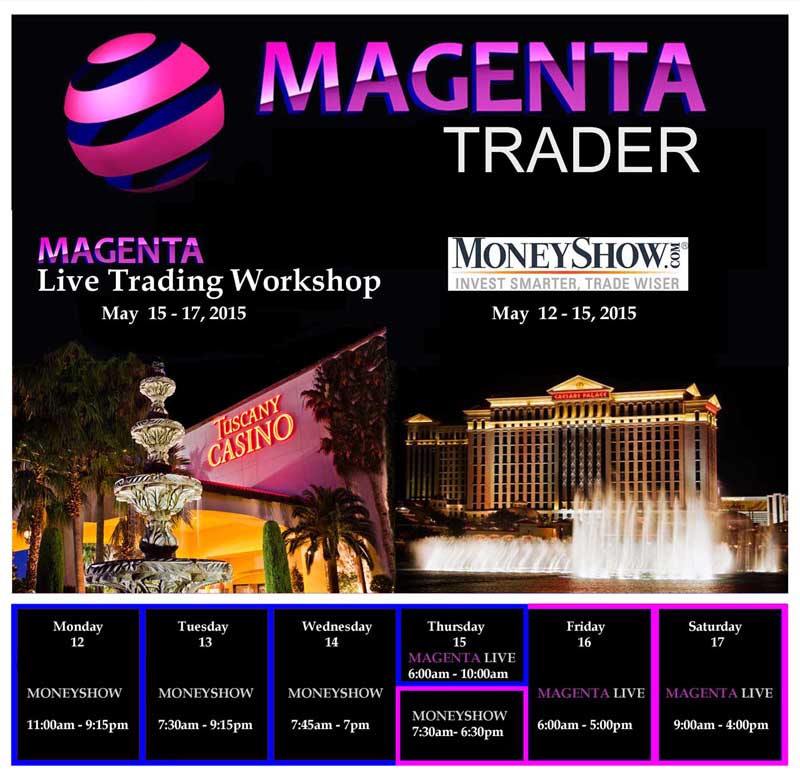 MAGENTA
TRADER
MAGENTA
Live Trading Workshop
May 15 - 17, 2015
MONEYSHOW.COM®
INVEST SMARTER, TRADE WISER
May 12 - 15, 2015
TUSCANY
CASINO
CAESARS PALACE
Monday
12
MONEYSHOW
11:00am - 9:15pm
Tuesday
13
MONEYSHOW
7:30am - 9:15pm
Wednesday
14
MONEYSHOW
7:45am - 7pm
Thursday
15
MAGENTA LIVE
6:00am - 10:00am
MONEYSHOW
7:30am- 6:30pm
Friday
16
MAGENTA LIVE
6:00am - 5:00pm
Saturday
17
MAGENTA LIVE
9:00am - 4:00pm